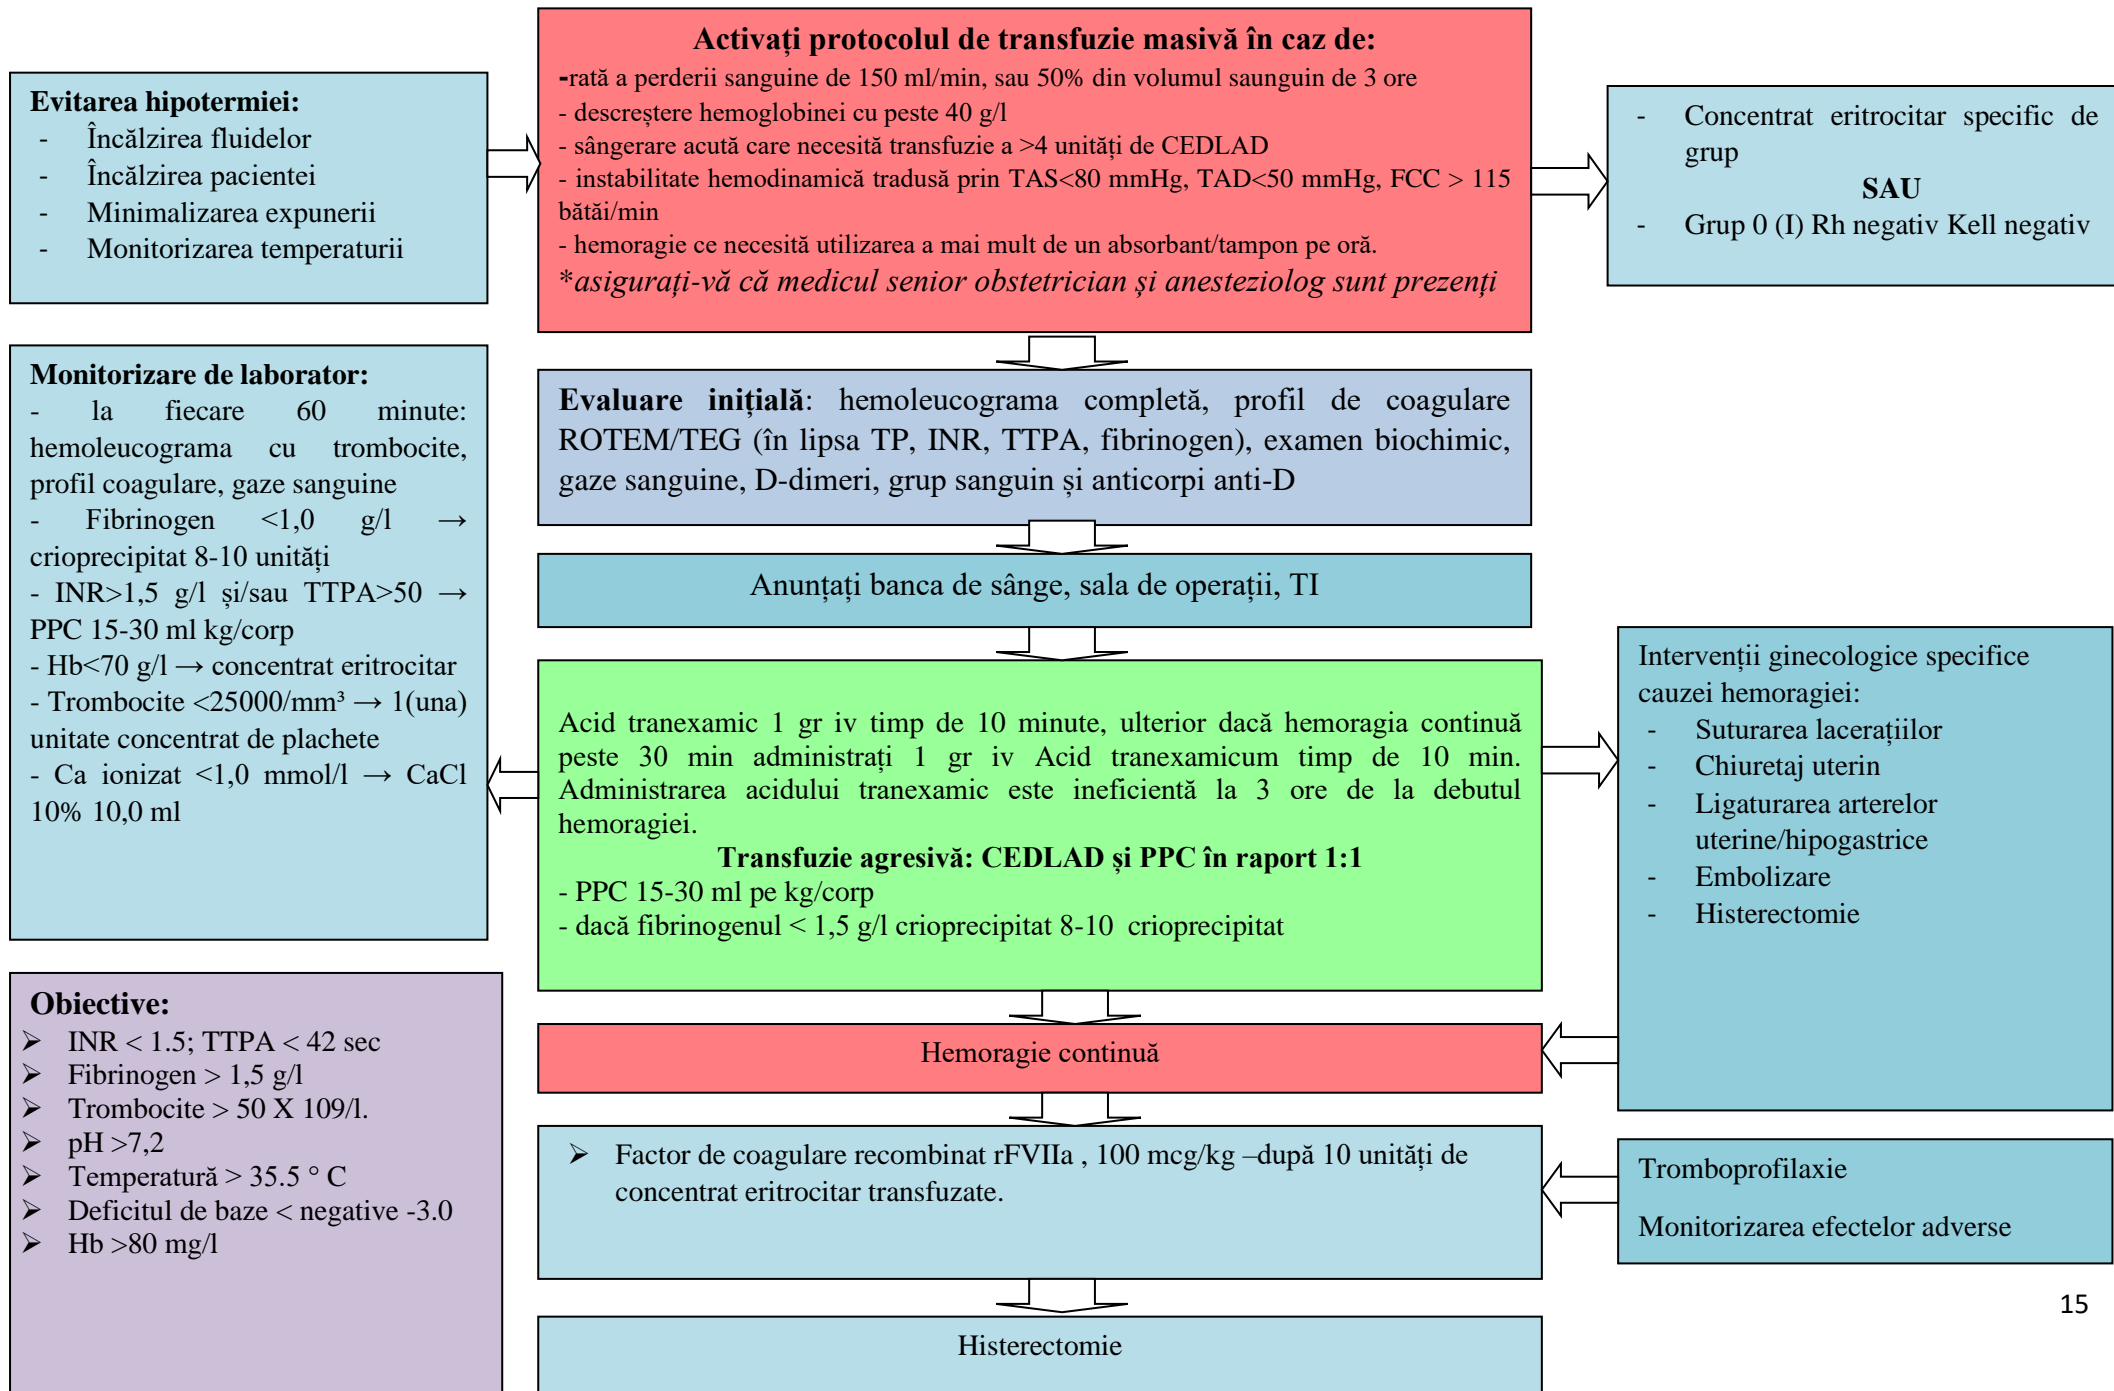 Activați protocolul de transfuzie masivă în caz de:
-rată a perderii sanguine de 150 ml/min, sau 50% din volumul saunguin de 3 ore
- descreștere hemoglobinei cu peste 40 g/l
- sângerare acută care necesită transfuzie a >4 unități de CEDLAD
- instabilitate hemodinamică tradusă prin TAS<80 mmHg, TAD<50 mmHg, FCC > 115
bătăi/min
- hemoragie ce necesită utilizarea a mai mult de un absorbant/tampon pe oră.
*asigurați-vă că medicul senior obstetrician și anesteziolog sunt prezenți
Evitarea hipotermiei:
- Încălzirea fluidelor
- Încălzirea pacientei
- Minimalizarea expunerii
- Monitorizarea temperaturii
- Concentrat eritrocitar specific de
grup
SAU
- Grup 0 (I) Rh negativ Kell negativ
Monitorizare de laborator:
- la fiecare 60 minute:
hemoleucograma cu trombocite,
profil coagulare, gaze sanguine
- Fibrinogen <1,0 g/l →
crioprecipitat 8-10 unități
- INR>1,5 g/l și/sau TTPA>50 →
PPC 15-30 ml kg/corp
- Hb<70 g/l → concentrat eritrocitar
- Trombocite <25000/mm³ → 1(una)
unitate concentrat de plachete
- Ca ionizat <1,0 mmol/l → CaCl
10% 10,0 ml
Evaluare inițială: hemoleucograma completă, profil de coagulare
ROTEM/TEG (în lipsa TP, INR, TTPA, fibrinogen), examen biochimic,
gaze sanguine, D-dimeri, grup sanguin și anticorpi anti-D
Anunțați banca de sânge, sala de operații, TI
Acid tranexamic 1 gr iv timp de 10 minute, ulterior dacă hemoragia continuă
peste 30 min administrați 1 gr iv Acid tranexamicum timp de 10 min.
Administrarea acidului tranexamic este ineficientă la 3 ore de la debutul
hemoragiei.
Transfuzie agresivă: CEDLAD și PPC în raport 1:1
- PPC 15-30 ml pe kg/corp
- dacă fibrinogenul < 1,5 g/l crioprecipitat 8-10 crioprecipitat
Intervenții ginecologice specifice
cauzei hemoragiei:
- Suturarea lacerațiilor
- Chiuretaj uterin
- Ligaturarea arterelor
uterine/hipogastrice
- Embolizare
- Histerectomie
Obiective:
➢ INR < 1.5; TTPA < 42 sec
➢ Fibrinogen > 1,5 g/l
➢ Trombocite > 50 X 109/l.
➢ pH >7,2
➢ Temperatură > 35.5 ° C
➢ Deficitul de baze < negative -3.0
➢ Hb >80 mg/l
Hemoragie continuă
➢ Factor de coagulare recombinat rFVIIa , 100 mcg/kg –după 10 unități de
concentrat eritrocitar transfuzate.
Tromboprofilaxie
Monitorizarea efectelor adverse
Histerectomie
15